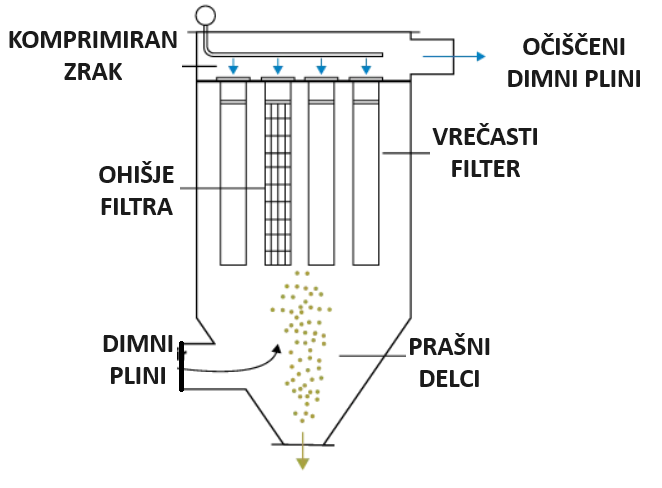 KOMPRIMIRAN
ZRAK
OČIŠČENI
DIMNI PLINI
VREČASTI
FILTER
OHIŠJE
FILTRA
DIMNI
PLINI
PRAŠNI
DELCI